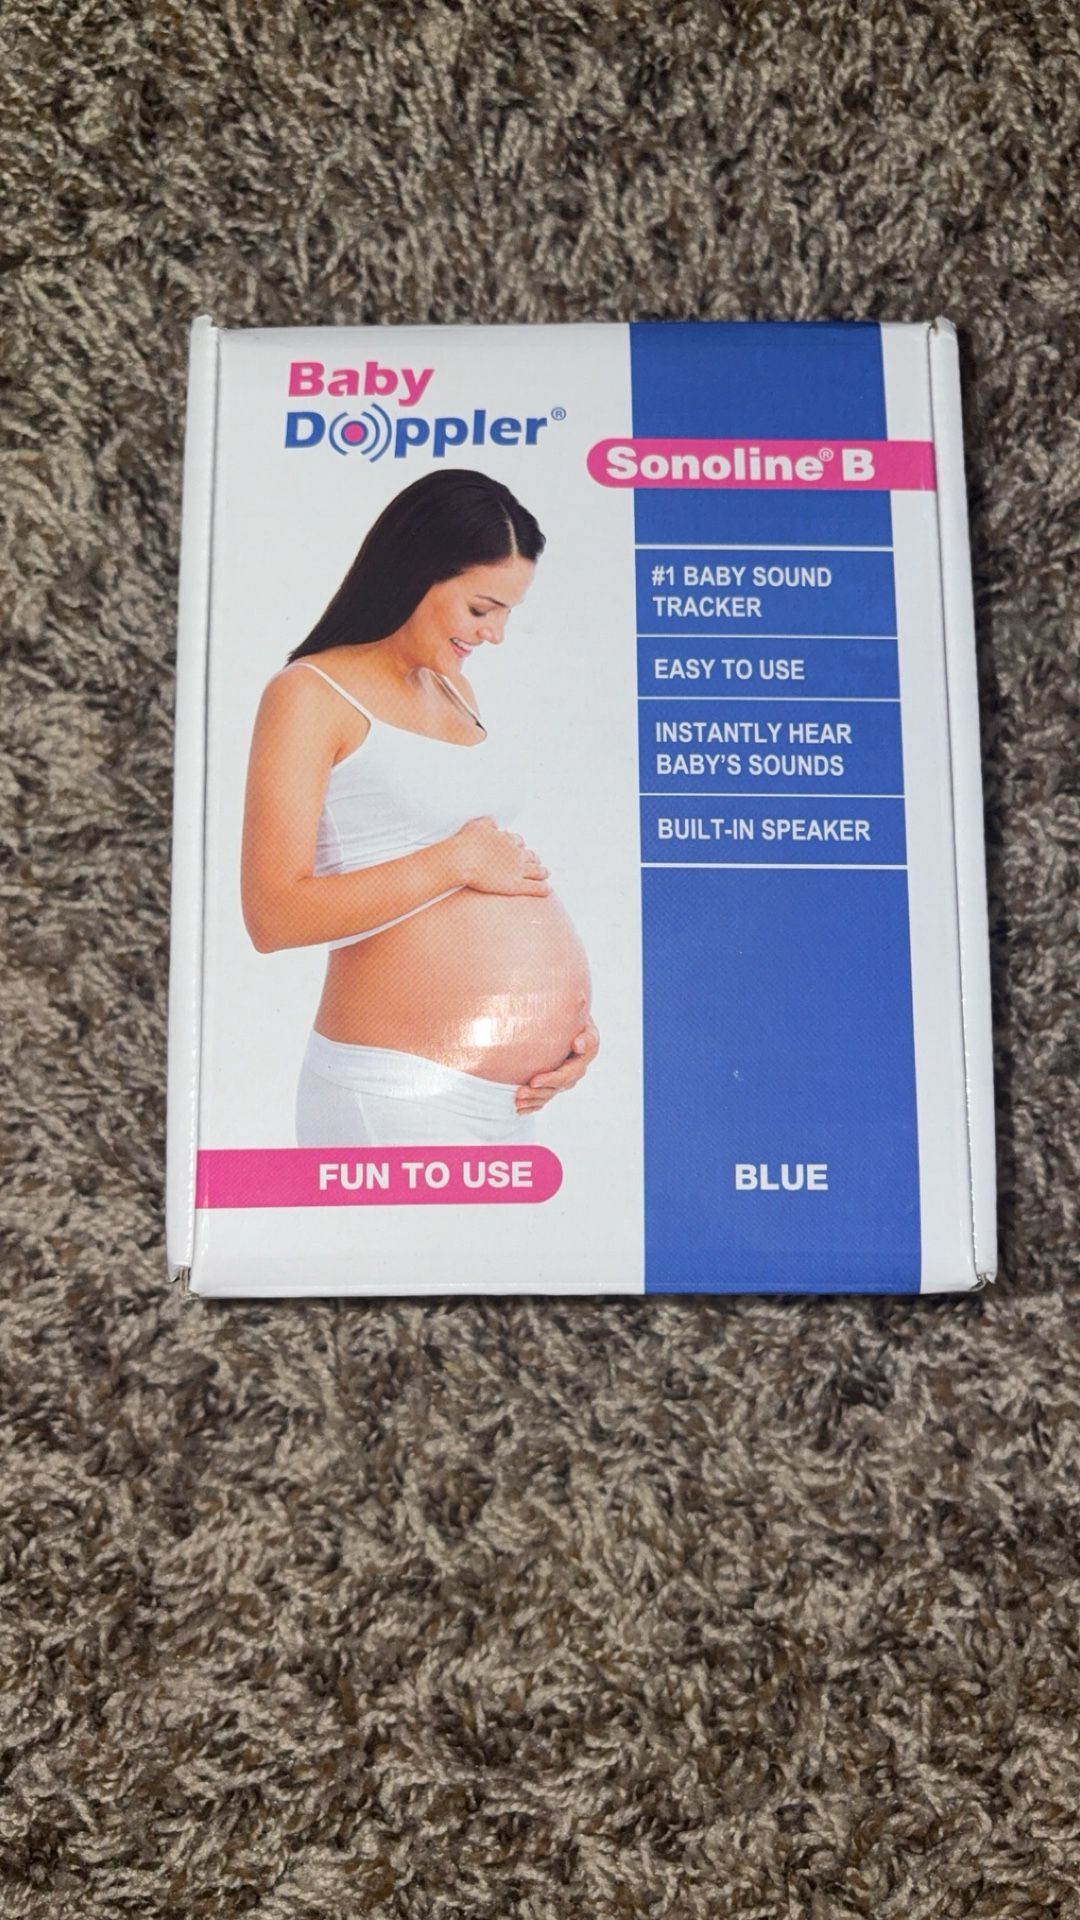 Baby
Doppler®
Sonoline® B
#1 BABY SOUND
TRACKER
EASY TO USE
INSTANTLY HEAR
BABY'S SOUNDS
BUILT-IN SPEAKER
FUN TO USE
BLUE